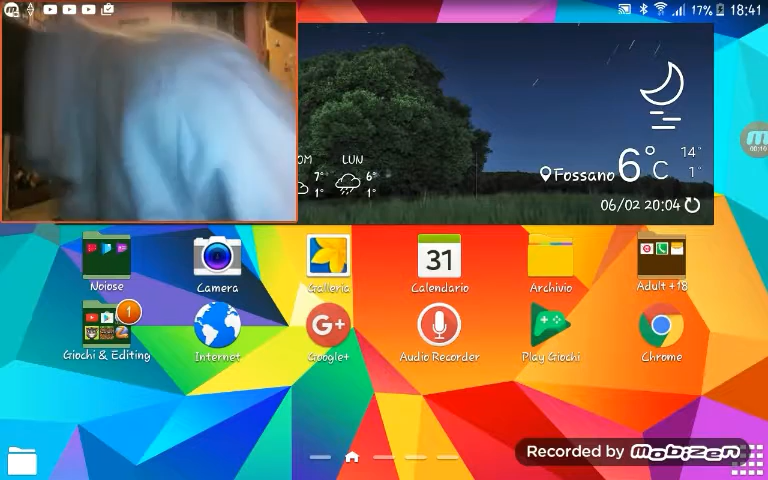 17% 18:41
OM LUN
7° 6°
1° 1°
Fossano 6°C 14°
1°
06/02 20:04
00:10
31
Noiose Camera Galleria Calendario Archivio Adult +18
1
G+
Giochi & Editing Internet Google+ Audio Recorder Play Giochi Chrome
Recorded by Mobizen